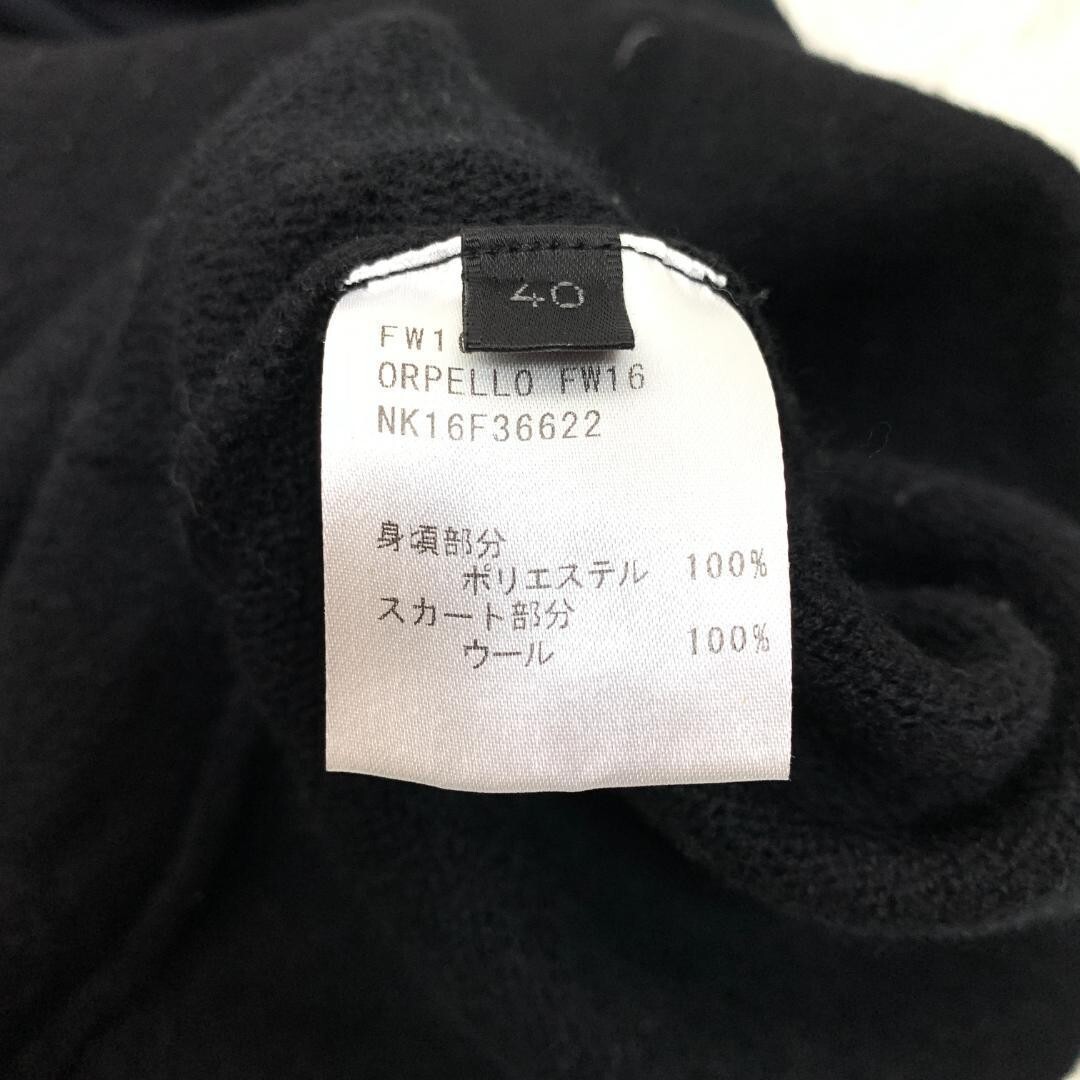 40
ORPELLO FW16
NK16F36622
身頃部分
ポリエステル 100%
スカート部分
ウール 100%